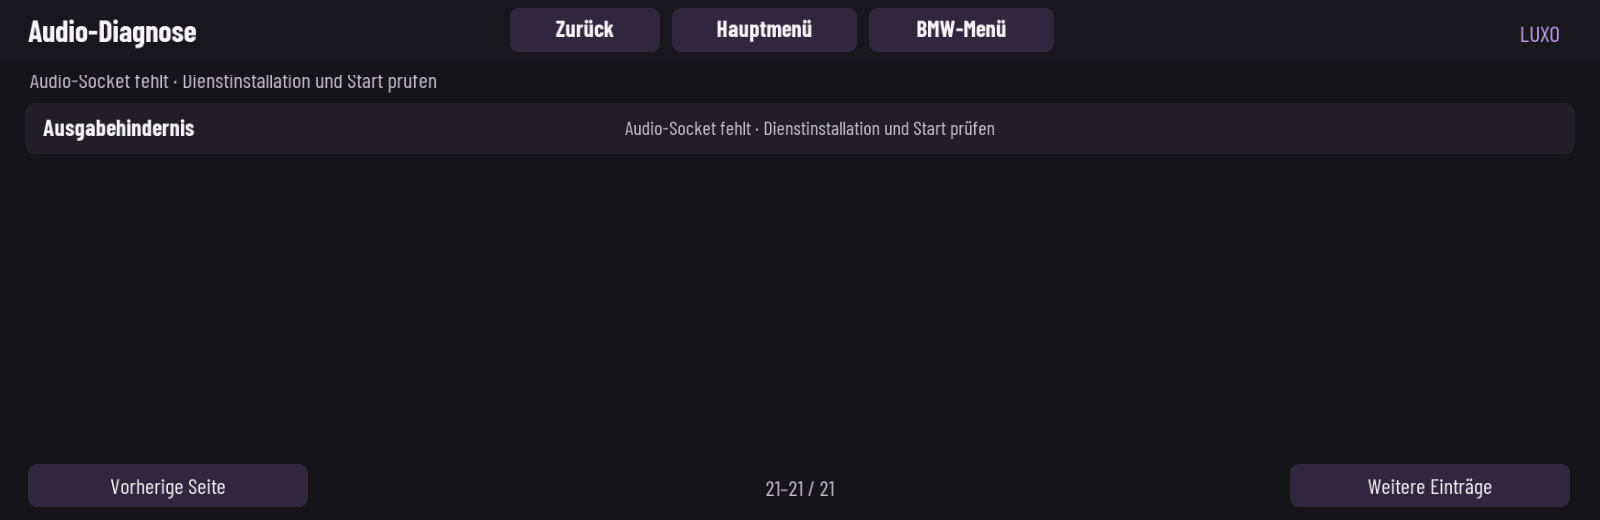 Audio-Diagnose
Zurück
Hauptmenü
BMW-Menü
LUXO
Audio-Socket fehlt · Dienstinstallation und Start prüfen
Ausgabehindernis
Audio-Socket fehlt · Dienstinstallation und Start prüfen
Vorherige Seite
21–21 / 21
Weitere Einträge